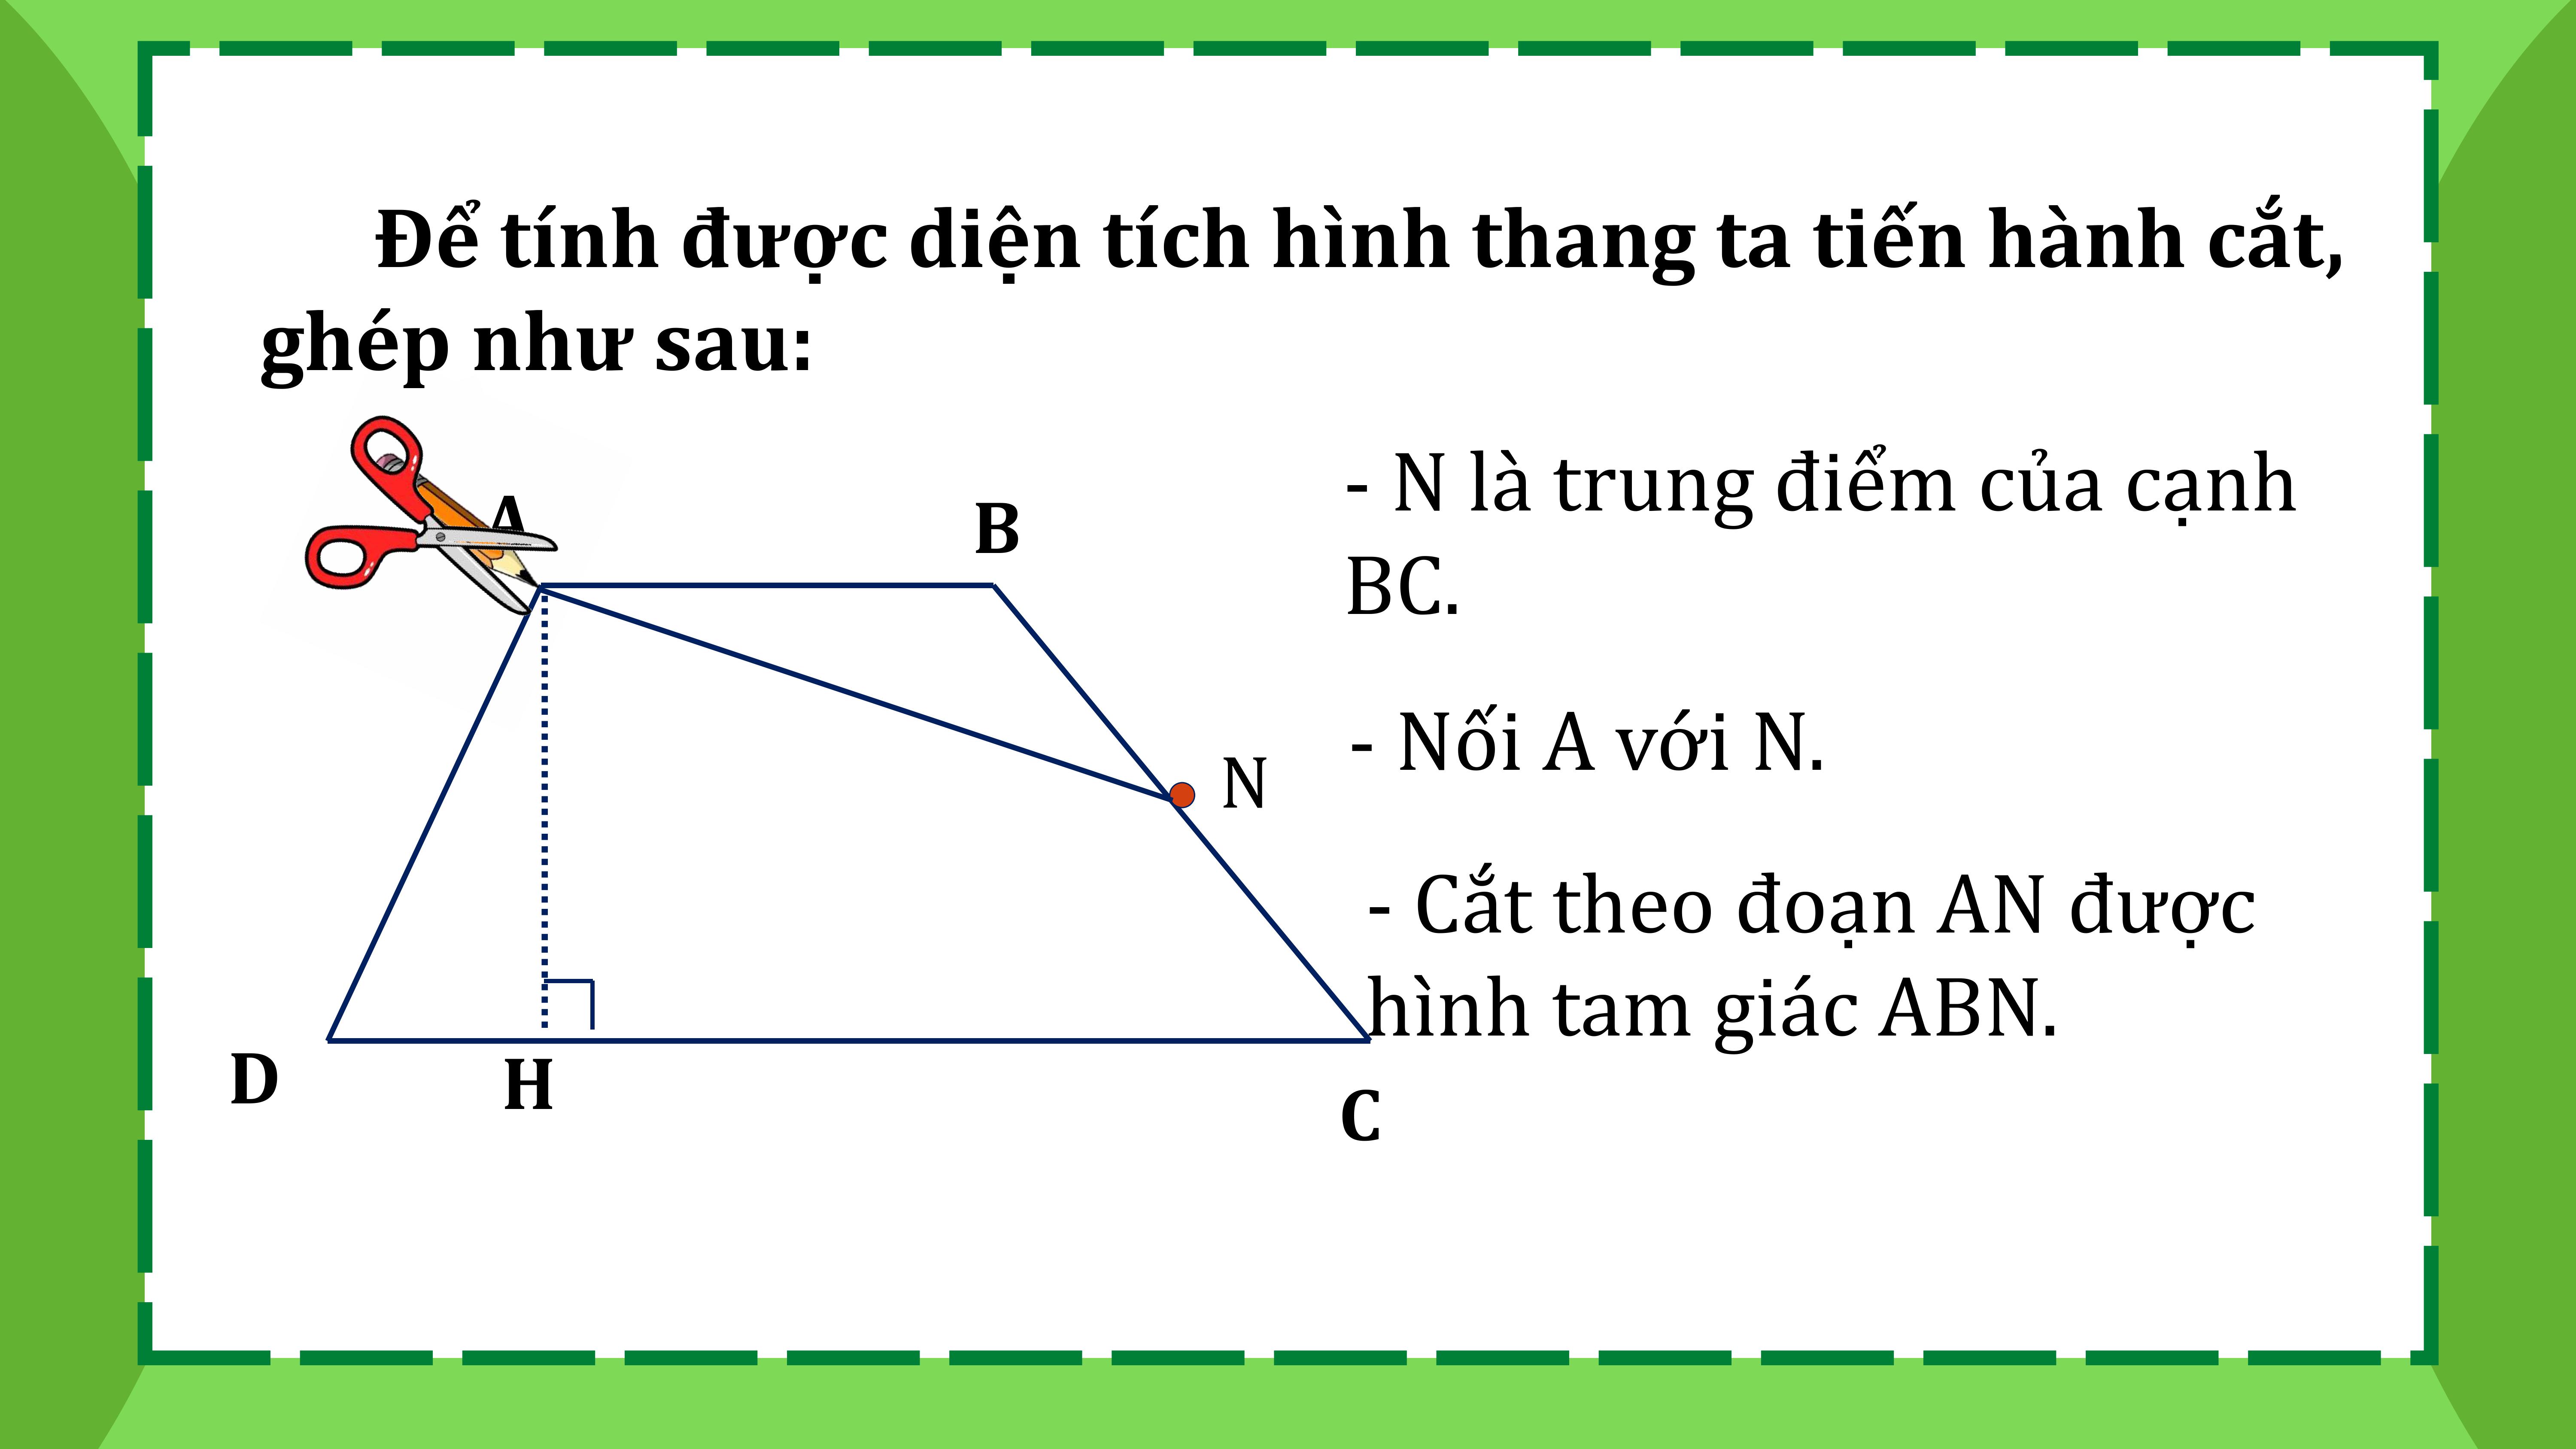 Để tính được diện tích hình thang ta tiến hành cắt,
ghép như sau:
- N là trung điểm của cạnh
BC.
- Nối A với N.
- Cắt theo đoạn AN được
hình tam giác ABN.
A
B
N
D
H
C